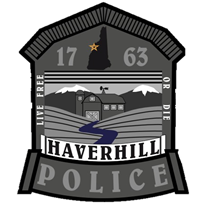 17 63
LIVE FREE
OR DIE
HAVERHILL
POLICE